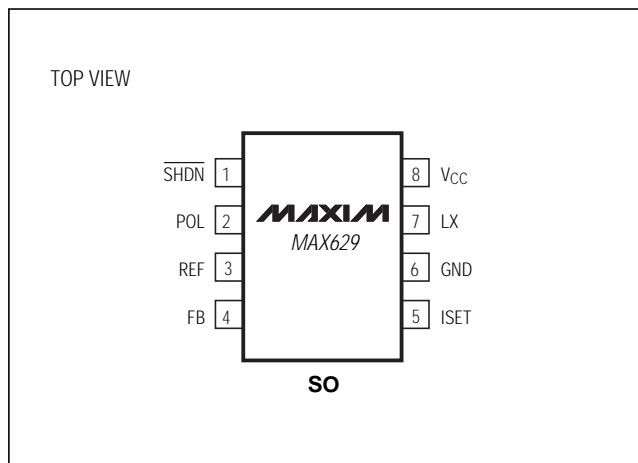 TOP VIEW
SHDN 1
POL 2
REF 3
FB 4
MAXIM
MAX629
8 VCC
7 LX
6 GND
5 ISET
SO